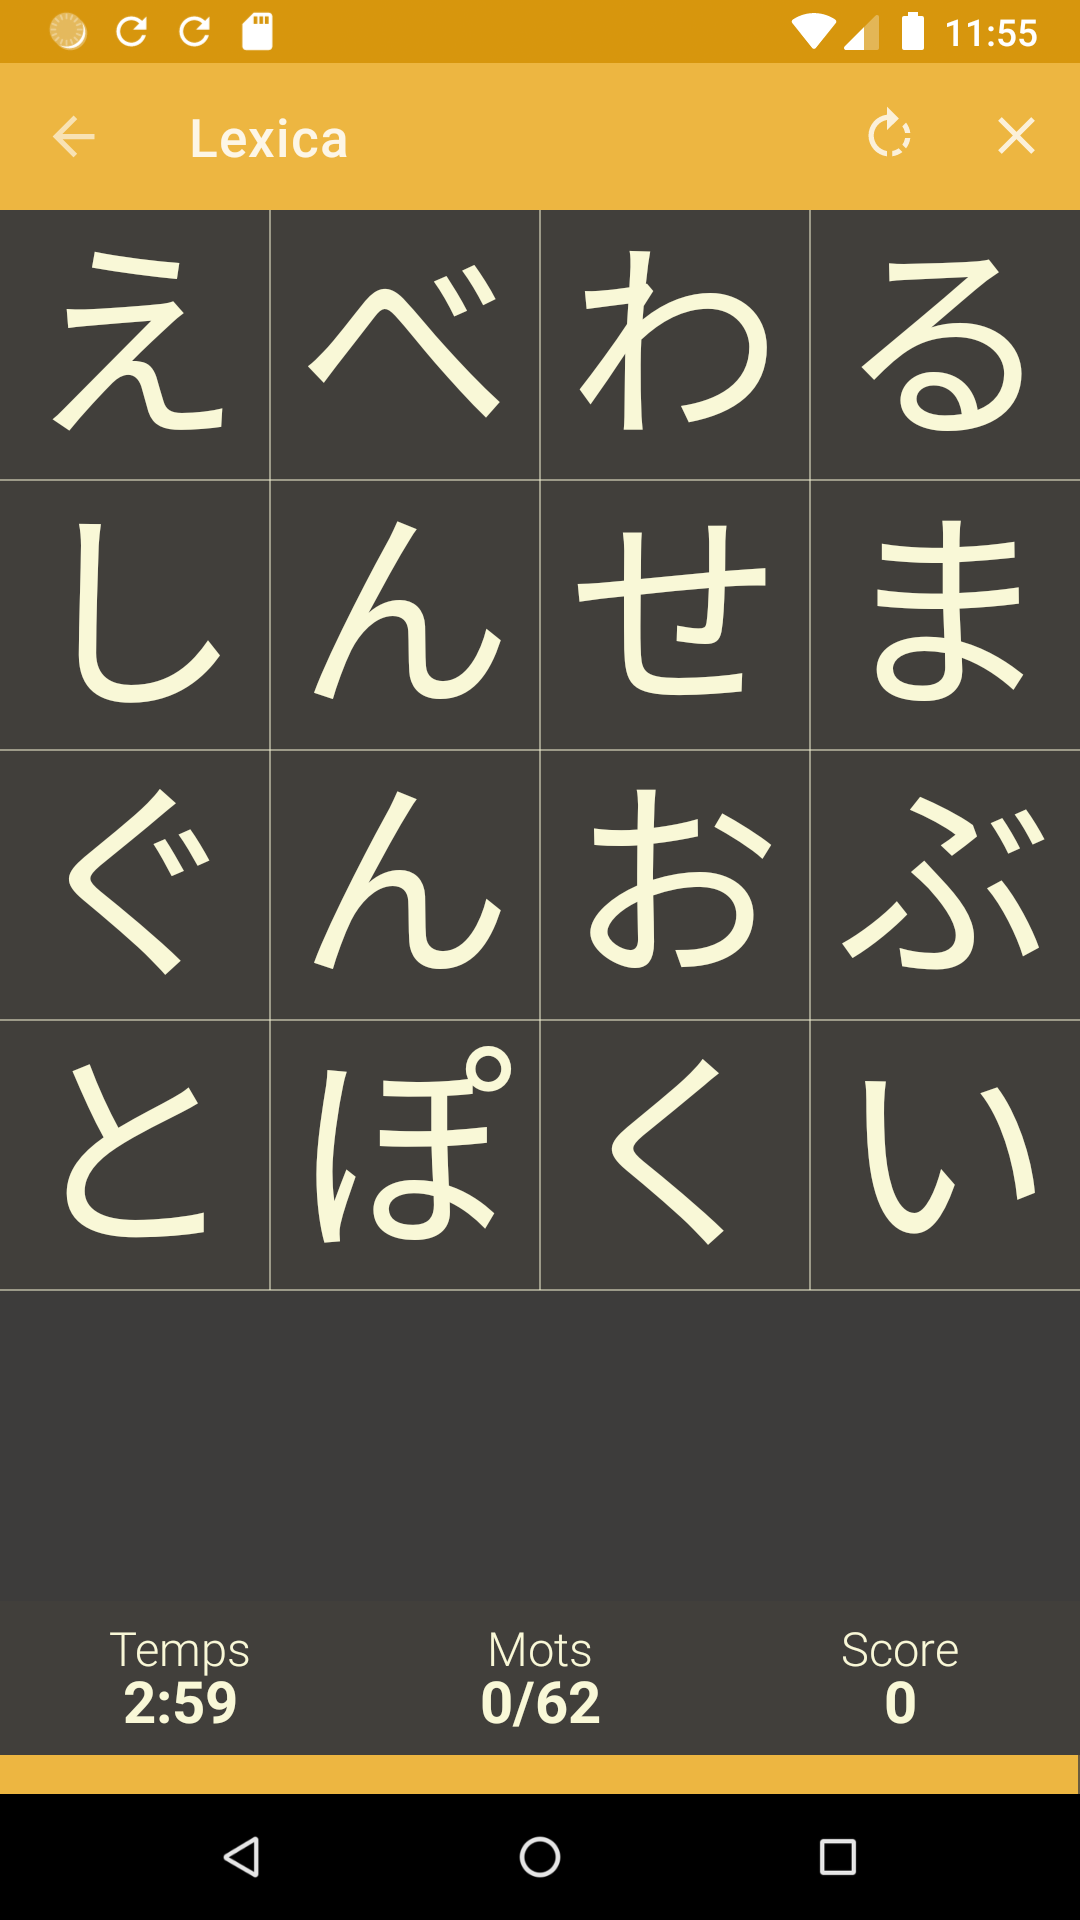 11:55
Lexica
え べ わ る
し ん せ ま
ぐ ん お ぶ
と ぽ く い
Temps Mots Score
2:59 0/62 0